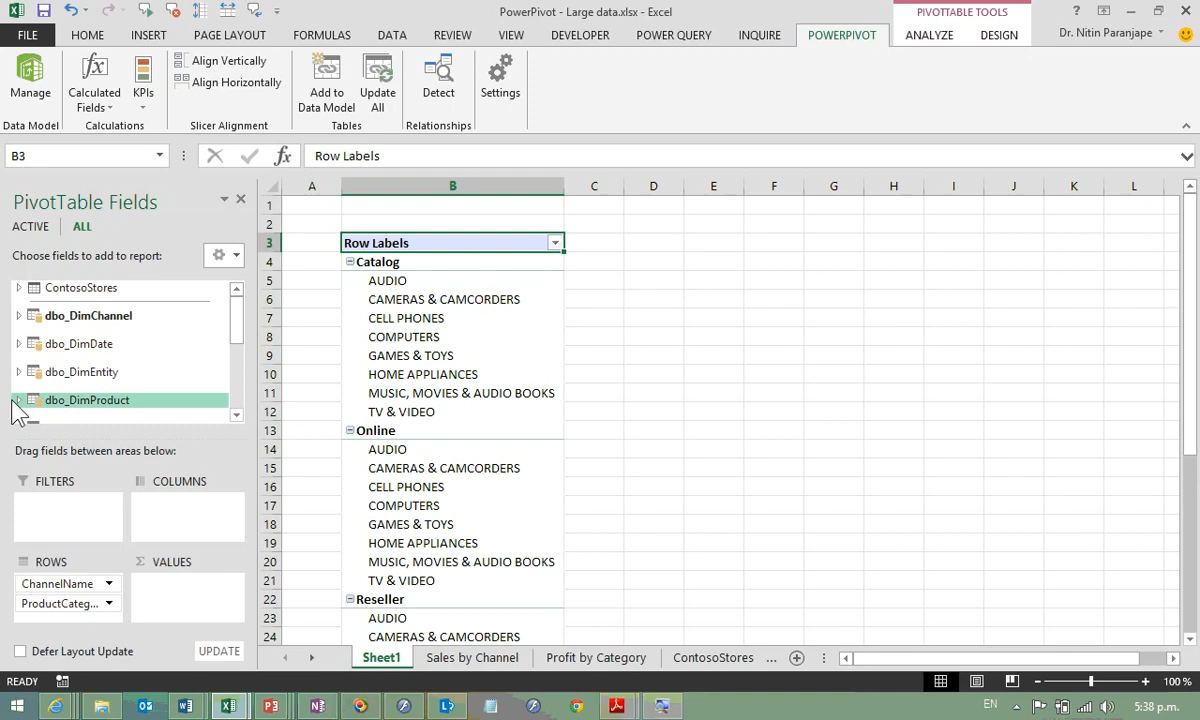 PowerPivot - Large data.xlsx - Excel
PIVOTTABLE TOOLS
?
FILE HOME INSERT PAGE LAYOUT FORMULAS DATA REVIEW VIEW DEVELOPER POWER QUERY INQUIRE POWERPIVOT ANALYZE DESIGN
Dr. Nitin Paranjape
Manage
Data Model
Calculated Fields
KPIs
Calculations
Align Vertically
Align Horizontally
Slicer Alignment
Add to Data Model
Update All
Tables
Detect
Relationships
Settings
B3
fx
Row Labels
PivotTable Fields
ACTIVE ALL
Choose fields to add to report:
ContosoStores
dbo_DimChannel
dbo_DimDate
dbo_DimEntity
dbo_DimProduct
Drag fields between areas below:
FILTERS
COLUMNS
ROWS
Σ VALUES
ChannelName
ProductCateg...
Defer Layout Update
UPDATE
A B C D E F G H I J K L
1
2
3 Row Labels
4 Catalog
5 AUDIO
6 CAMERAS & CAMCORDERS
7 CELL PHONES
8 COMPUTERS
9 GAMES & TOYS
10 HOME APPLIANCES
11 MUSIC, MOVIES & AUDIO BOOKS
12 TV & VIDEO
13 Online
14 AUDIO
15 CAMERAS & CAMCORDERS
16 CELL PHONES
17 COMPUTERS
18 GAMES & TOYS
19 HOME APPLIANCES
20 MUSIC, MOVIES & AUDIO BOOKS
21 TV & VIDEO
22 Reseller
23 AUDIO
24 CAMERAS & CAMCORDERS
Sheet1 Sales by Channel Profit by Category ContosoStores ...
READY
100 %
EN
5:38 p.m.